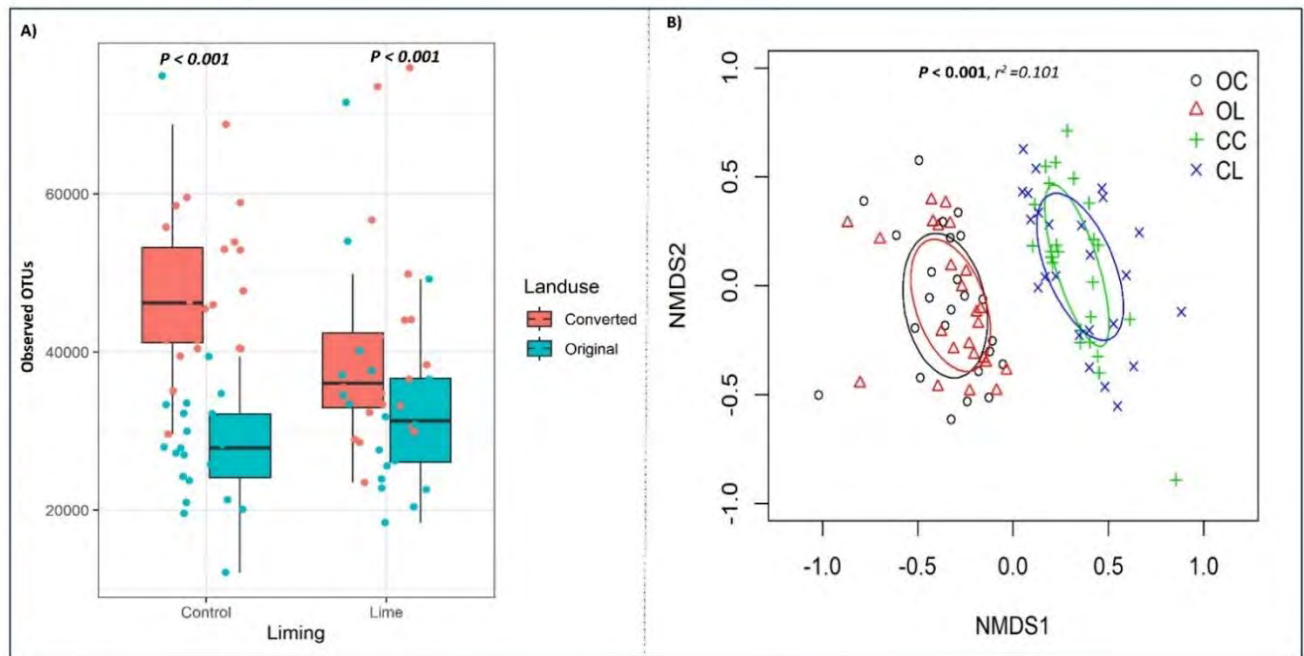 A)
P < 0.001
P < 0.001
60000
40000
20000
Observed OTUs
Control
Lime
Liming
Landuse
Converted
Original
B)
P < 0.001, r² =0.101
OC
OL
CC
CL
1.0
0.5
0.0
-0.5
-1.0
NMDS2
-1.0
-0.5
0.0
0.5
1.0
NMDS1